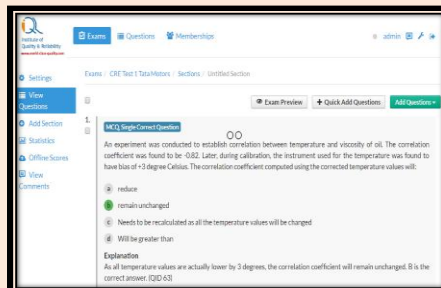 Institute of
Quality & Reliability
www.world-class-quality.com
Exams
Questions
Memberships
admin
Settings
View
Questions
Add Section
Statistics
Offline Scores
View
Comments
Exams / CRE Test 1 Tata Motors / Sections / Untitled Section
Exam Preview
+ Quick Add Questions
Add Questions
1.
MCQ, Single Correct Question
An experiment was conducted to establish correlation between temperature and viscosity of oil. The correlation
coefficient was found to be -0.82. Later, during calibration, the instrument used for the temperature was found to
have bias of +3 degree Celsius. The correlation coefficient computed using the corrected temperature values will:
a reduce
b remain unchanged
c Needs to be recalculated as all the temperature values will be changed
d Will be greater than
Explanation
As all temperature values are actually lower by 3 degrees, the correlation coefficient will remain unchanged. B is the
correct answer. (QID 63)